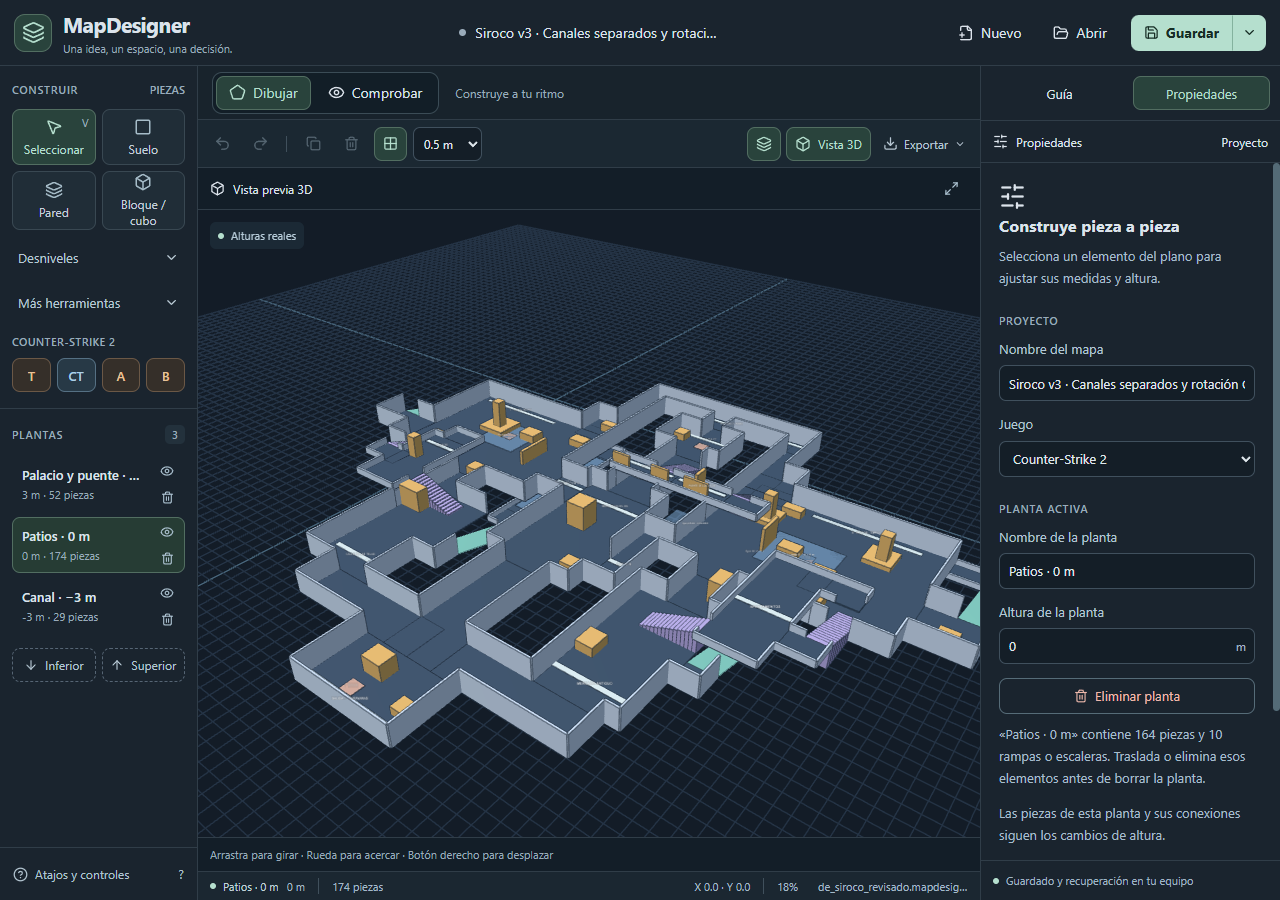 MapDesigner
Una idea, un espacio, una decisión.
Siroco v3 · Canales separados y rotaci...
Nuevo
Abrir
Guardar
CONSTRUIR
PIEZAS
Seleccionar
V
Suelo
Pared
Bloque /
cubo
Desniveles
Más herramientas
COUNTER-STRIKE 2
T
CT
A
B
PLANTAS
3
Palacio y puente · ...
3 m · 52 piezas
Patios · 0 m
0 m · 174 piezas
Canal · −3 m
-3 m · 29 piezas
Inferior
Superior
Atajos y controles
?
Dibujar
Comprobar
Construye a tu ritmo
0.5 m
Vista 3D
Exportar
Vista previa 3D
Alturas reales
Arrastra para girar · Rueda para acercar · Botón derecho para desplazar
Patios · 0 m
0 m
174 piezas
X 0.0 · Y 0.0
18%
de_siroco_revisado.mapdesig...
Guía
Propiedades
Propiedades
Proyecto
Construye pieza a pieza
Selecciona un elemento del plano para
ajustar sus medidas y altura.
PROYECTO
Nombre del mapa
Siroco v3 · Canales separados y rotación
Juego
Counter-Strike 2
PLANTA ACTIVA
Nombre de la planta
Patios · 0 m
Altura de la planta
0
m
Eliminar planta
«Patios · 0 m» contiene 164 piezas y 10
rampas o escaleras. Traslada o elimina esos
elementos antes de borrar la planta.
Las piezas de esta planta y sus conexiones
siguen los cambios de altura.
Guardado y recuperación en tu equipo